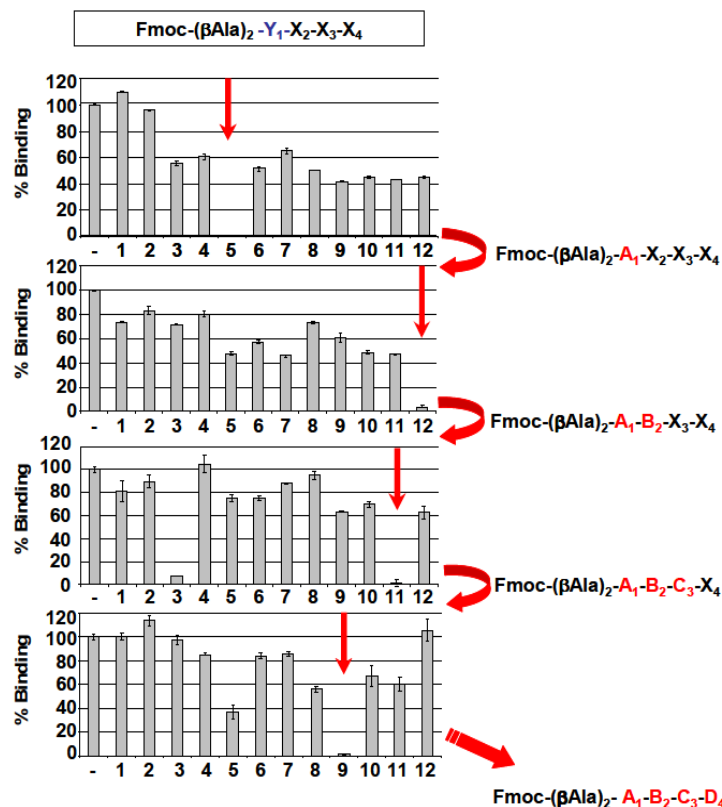 Fmoc-(βAla)₂ -Y₁-X₂-X₃-X₄
120
100
80
60
40
20
0
% Binding
- 1 2 3 4 5 6 7 8 9 10 11 12
Fmoc-(βAla)₂-A₁-X₂-X₃-X₄
120
100
80
60
40
20
0
% Binding
- 1 2 3 4 5 6 7 8 9 10 11 12
Fmoc-(βAla)₂-A₁-B₂-X₃-X₄
120
100
80
60
40
20
0
% Binding
- 1 2 3 4 5 6 7 8 9 10 11 12
Fmoc-(βAla)₂-A₁-B₂-C₃-X₄
120
100
80
60
40
20
0
% Binding
- 1 2 3 4 5 6 7 8 9 10 11 12
Fmoc-(βAla)₂- A₁-B₂-C₃-D₄